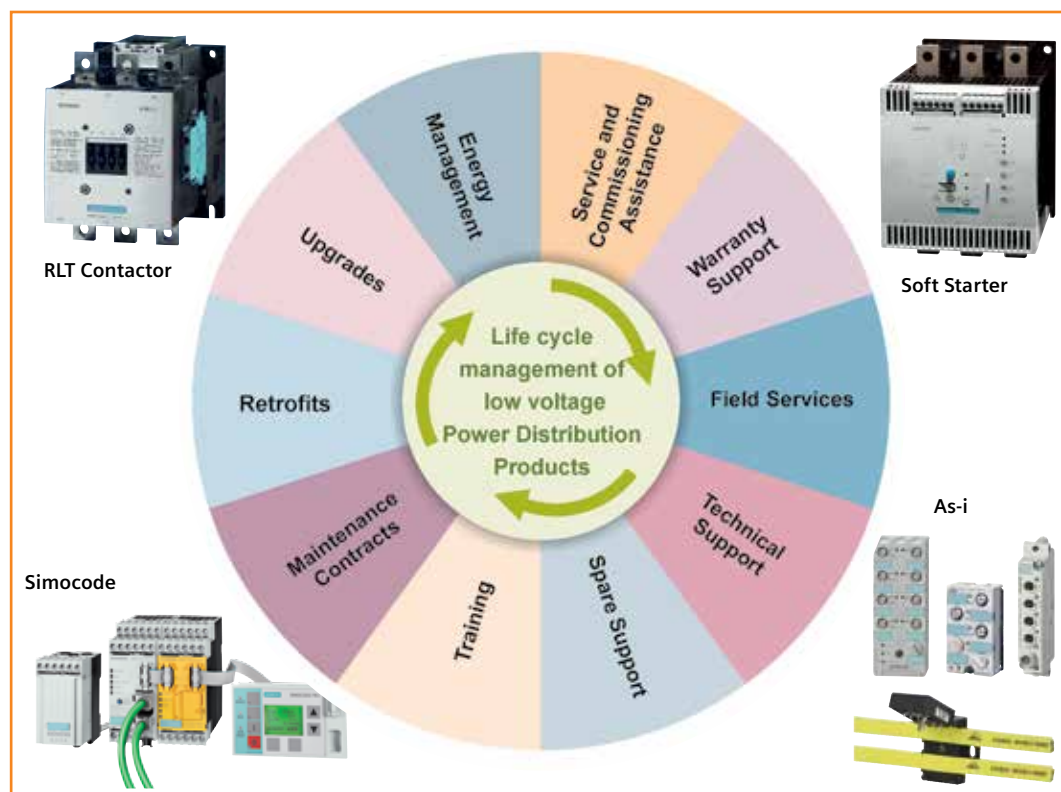 RLT Contactor
Soft Starter
Energy
Management
Service and
Commissioning
Assistance
Warranty
Support
Field Services
Technical
Support
Spare Support
Training
Maintenance
Contracts
Retrofits
Upgrades
Life cycle
management of
low voltage
Power Distribution
Products
Simocode
As-i